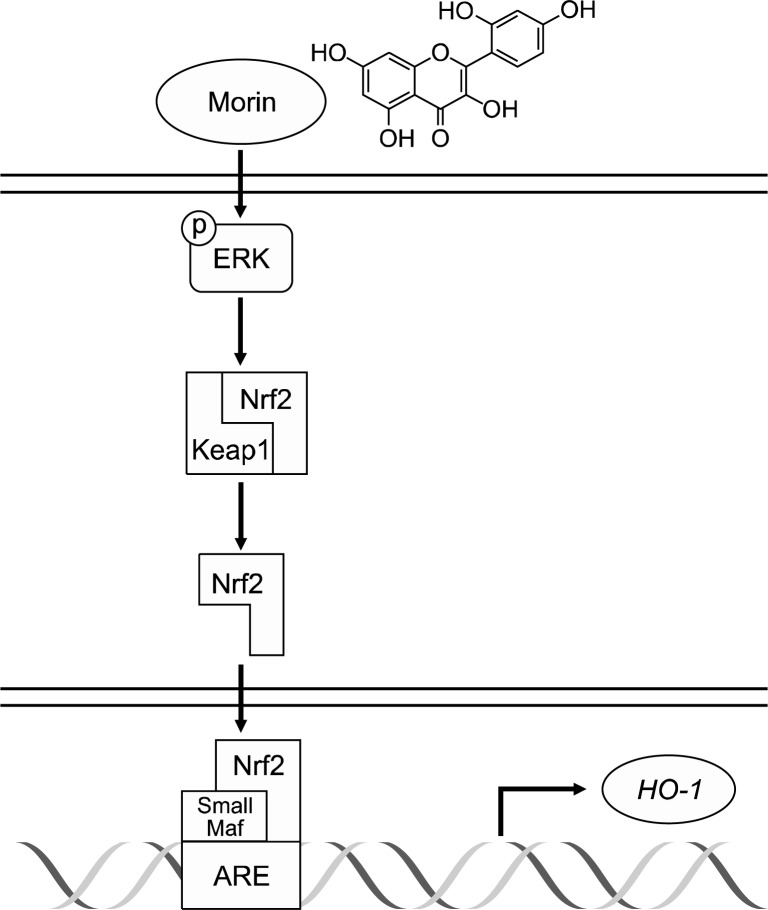 HO
OH
HO
O
Morin
OH
OH
O
p
ERK
Nrf2
Keap1
Nrf2
Nrf2
Small
Maf
HO-1
ARE